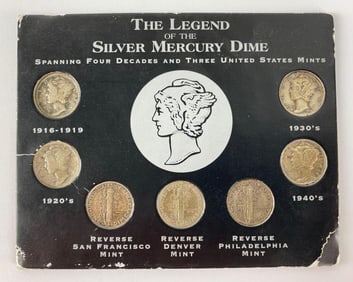 THE LEGEND
OF THE
SILVER MERCURY DIME
SPANNING FOUR DECADES AND THREE UNITED STATES MINTS
1916-1919
1930'S
1920'S
1940'S
REVERSE
SAN FRANCISCO
MINT
REVERSE
DENVER
MINT
REVERSE
PHILADELPHIA
MINT